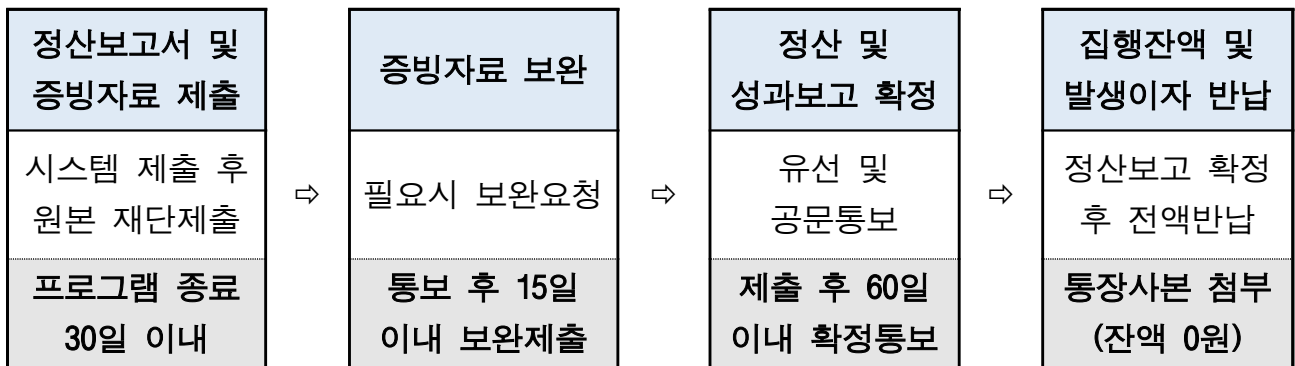 정산보고서 및
증빙자료 제출
시스템 제출 후
원본 재단제출
프로그램 종료
30일 이내
⇨
증빙자료 보완
필요시 보완요청
통보 후 15일
이내 보완제출
⇨
정산 및
성과보고 확정
유선 및
공문통보
제출 후 60일
이내 확정통보
⇨
집행잔액 및
발생이자 반납
정산보고 확정
후 전액반납
통장사본 첨부
(잔액 0원)